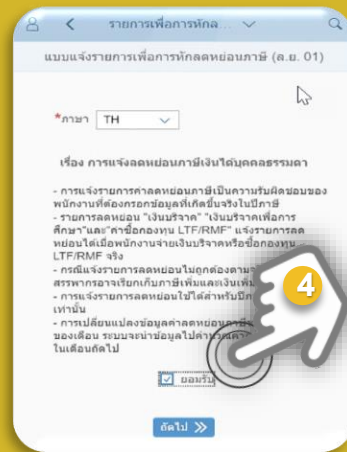 รายการเพื่อการหักล...
แบบแจ้งรายการเพื่อการหักลดหย่อนภาษี (ล.ย. 01)
*ภาษา TH
เรื่อง การแจ้งลดหย่อนภาษีเงินได้บุคคลธรรมดา
- การแจ้งรายการค่าลดหย่อนภาษีเป็นความรับผิดชอบของ
พนักงานที่ต้องกรอกข้อมูลที่เกิดขึ้นจริงในปีภาษี
- รายการลดหย่อน "เงินบริจาค" "เงินบริจาคเพื่อการ
ศึกษา"และ"ค่าซื้อกองทุน LTF/RMF" แจ้งรายการลด
หย่อนได้เมื่อพนักงานจ่ายเงินบริจาคหรือซื้อกองทุน
LTF/RMF จริง
- กรณีแจ้งรายการลดหย่อนไม่ถูกต้องตาม
สรรพากรอาจเรียกเก็บภาษีเพิ่มและเงินเพิ่ม
- การแจ้งรายการลดหย่อนใช้ได้สำหรับปี
เท่านั้น
- การเปลี่ยนแปลงข้อมูลค่าลดหย่อน
ของเดือน ระบบจะนำข้อมูลไป
ในเดือนถัดไป
4
ยอมรับ
ถัดไป